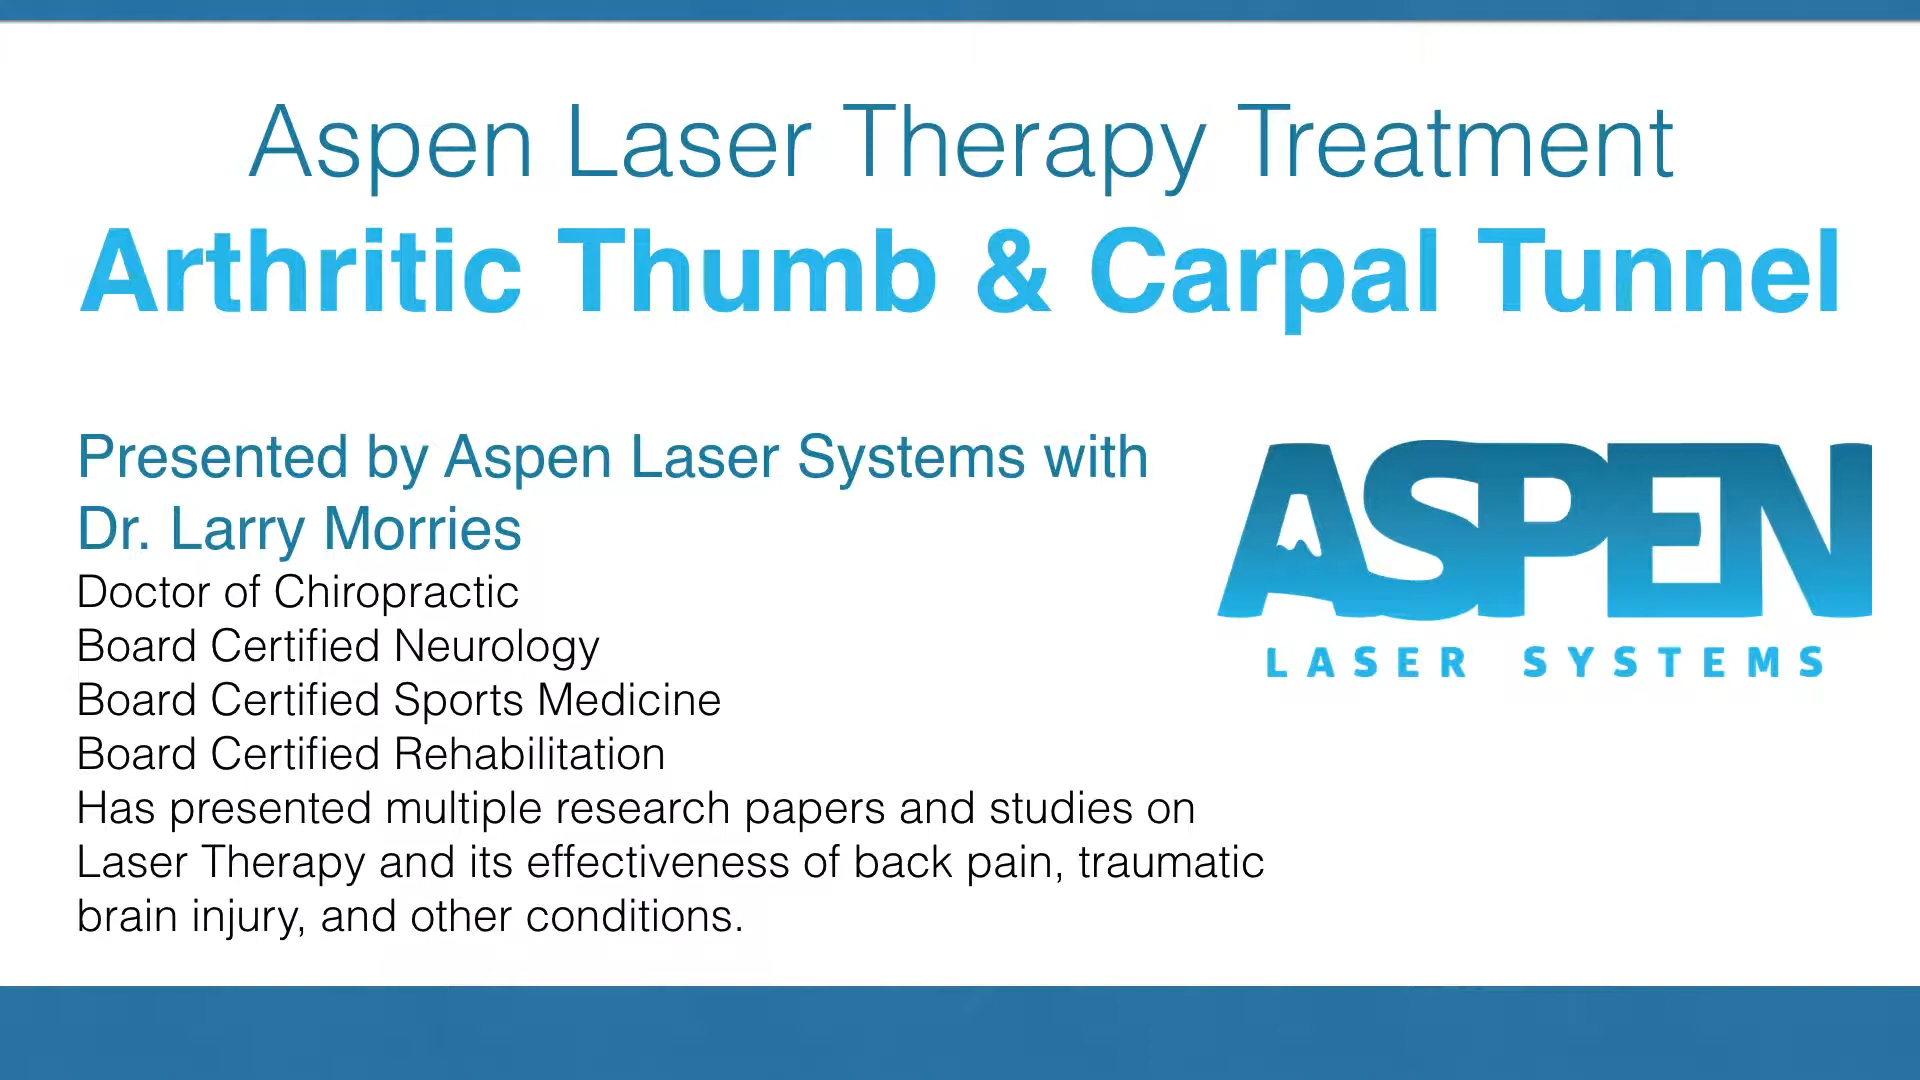 Aspen Laser Therapy Treatment
Arthritic Thumb & Carpal Tunnel
Presented by Aspen Laser Systems with
Dr. Larry Morries
Doctor of Chiropractic
Board Certified Neurology
Board Certified Sports Medicine
Board Certified Rehabilitation
Has presented multiple research papers and studies on
Laser Therapy and its effectiveness of back pain, traumatic
brain injury, and other conditions.
ASPEN
LASER SYSTEMS